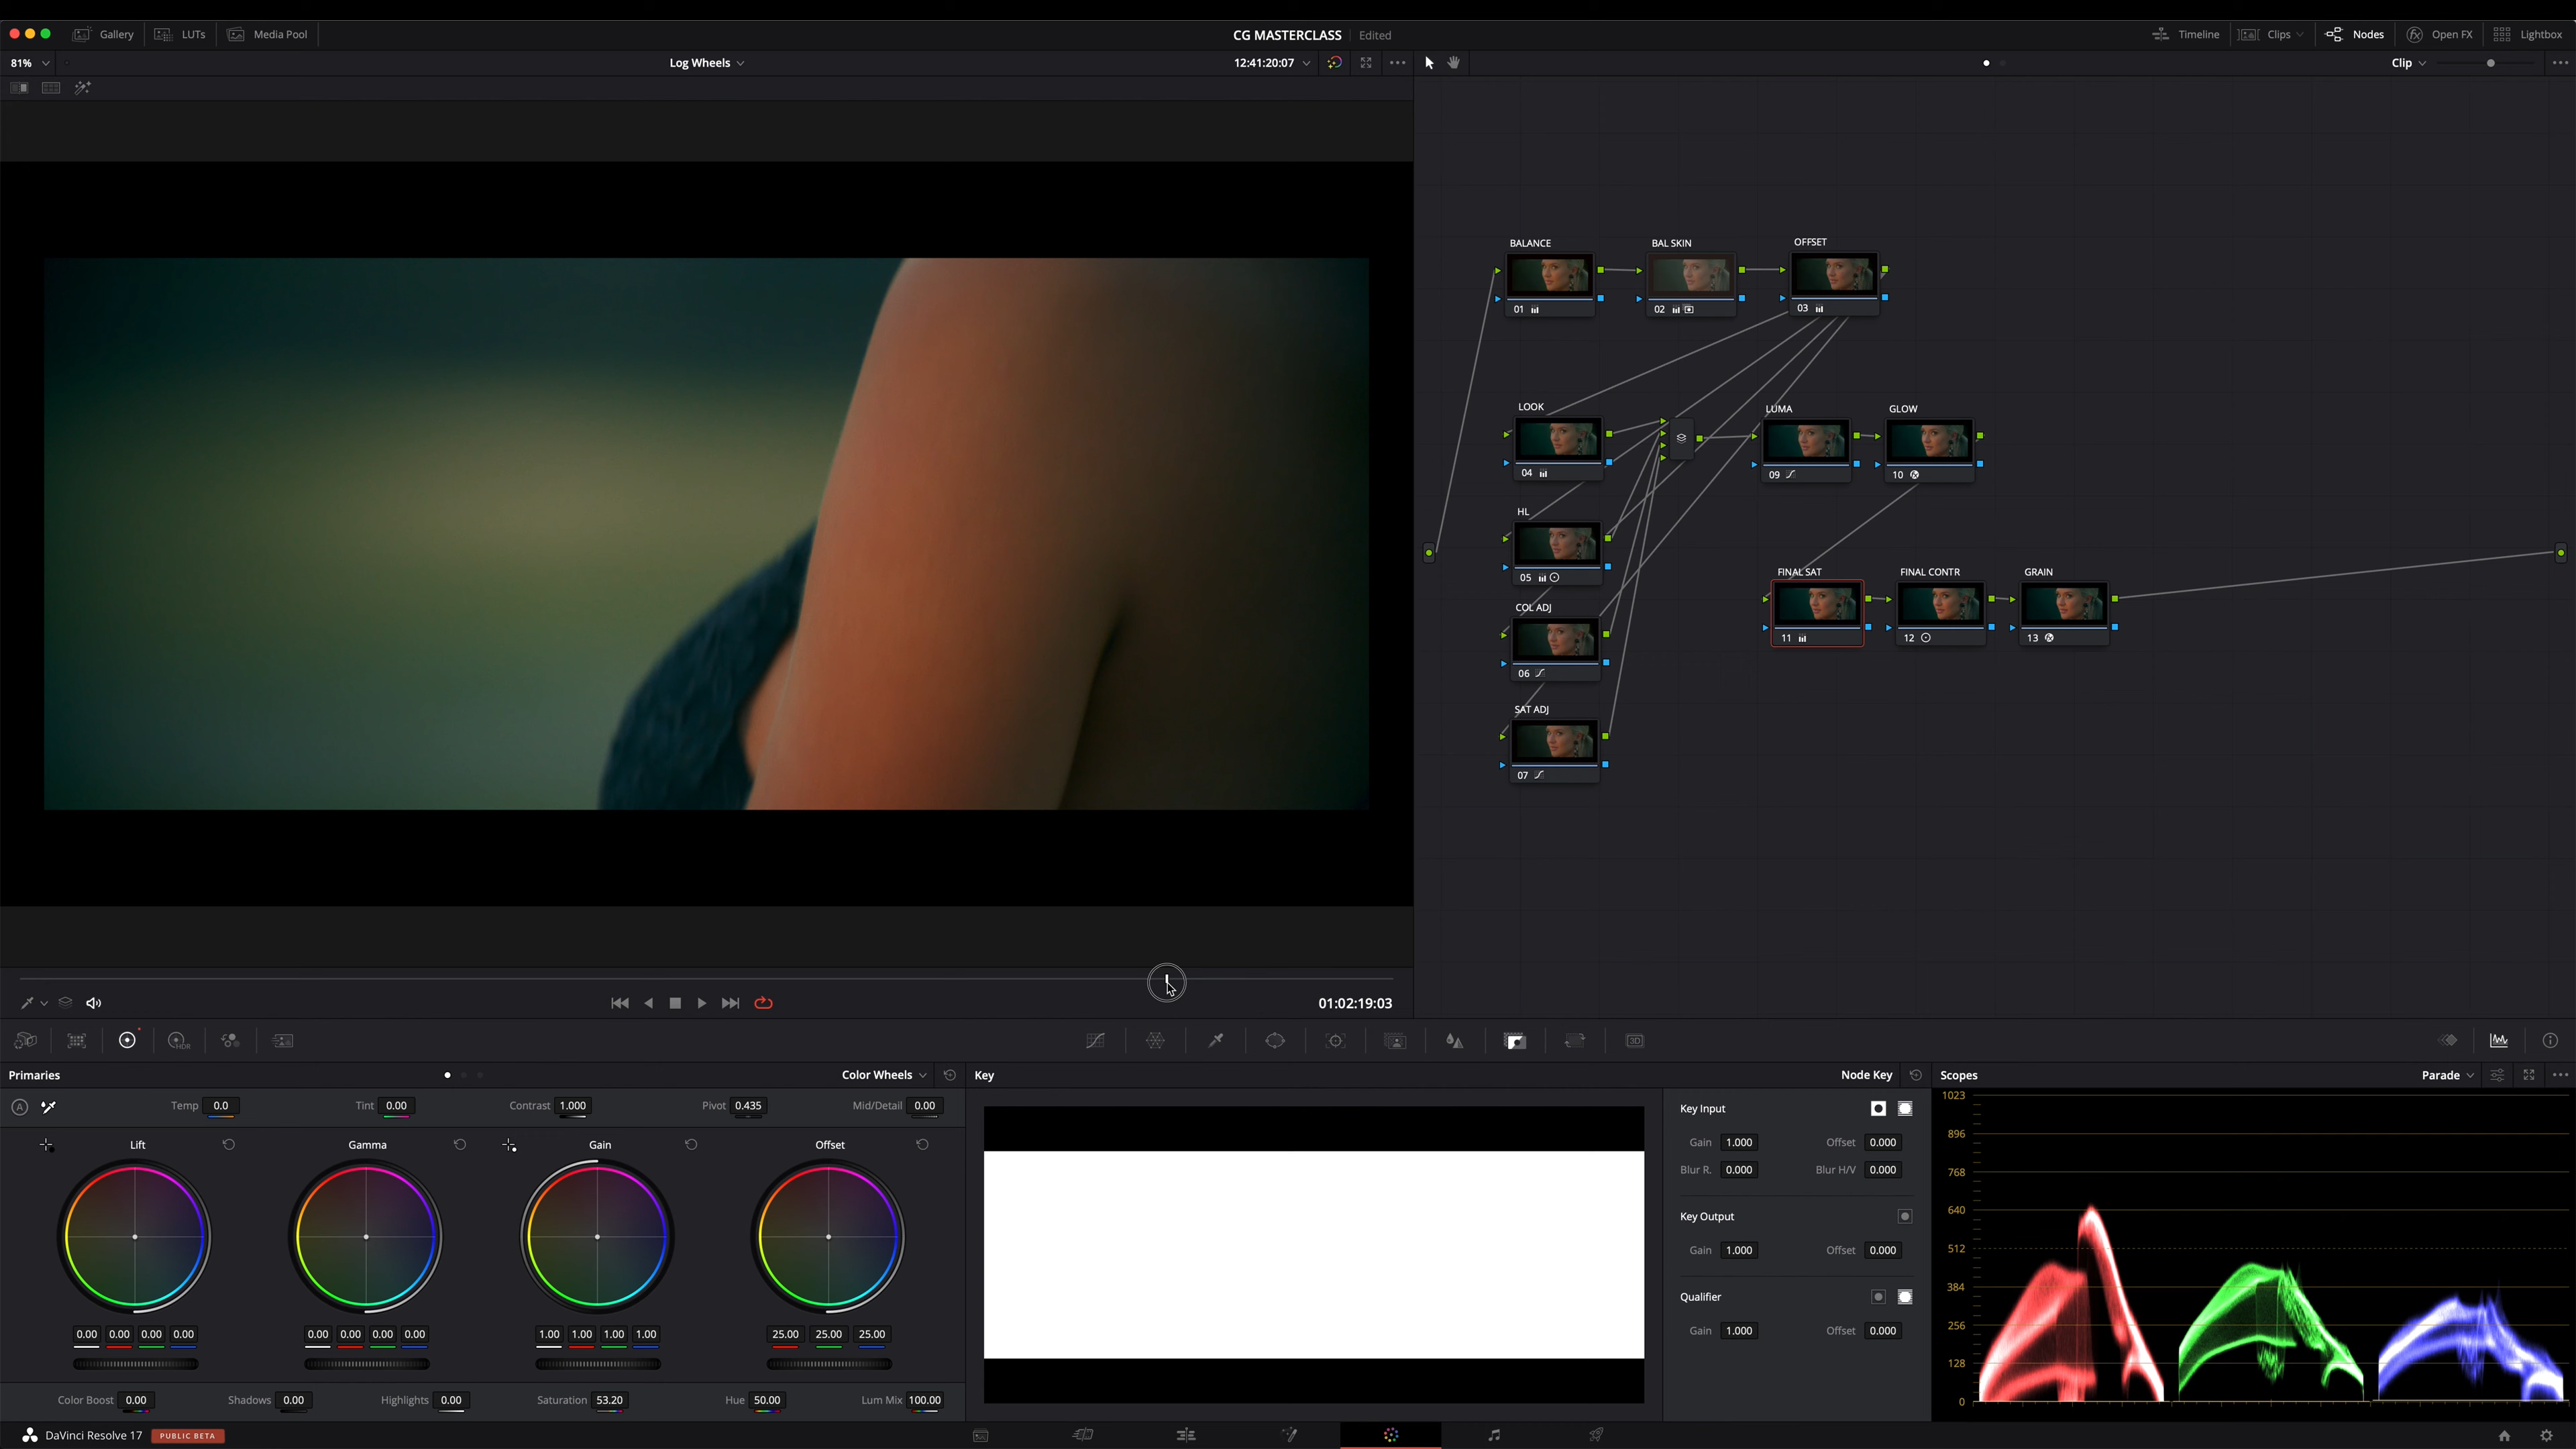 Gallery LUTs Media Pool CG MASTERCLASS Edited Timeline Clips Nodes Open FX Lightbox
81% Log Wheels 12:41:20:07 Clip
BALANCE BAL SKIN OFFSET
01 02 03
LOOK LUMA GLOW
04 09 10
HL
05
FINAL SAT FINAL CONTR GRAIN
COL ADJ
11 12 13
06
SAT ADJ
07
01:02:19:03
HDR 3D
Primaries Color Wheels Key Node Key Scopes Parade
A Temp 0.0 Tint 0.00 Contrast 1.000 Pivot 0.435 Mid/Detail 0.00
Lift Gamma Gain Offset
0.00 0.00 0.00 0.00 0.00 0.00 0.00 0.00 1.00 1.00 1.00 1.00 25.00 25.00 25.00
Color Boost 0.00 Shadows 0.00 Highlights 0.00 Saturation 53.20 Hue 50.00 Lum Mix 100.00
Key Input
Gain 1.000 Offset 0.000
Blur R. 0.000 Blur H/V 0.000
Key Output
Gain 1.000 Offset 0.000
Qualifier
Gain 1.000 Offset 0.000
1023
896
768
640
512
384
256
128
0
DaVinci Resolve 17 PUBLIC BETA